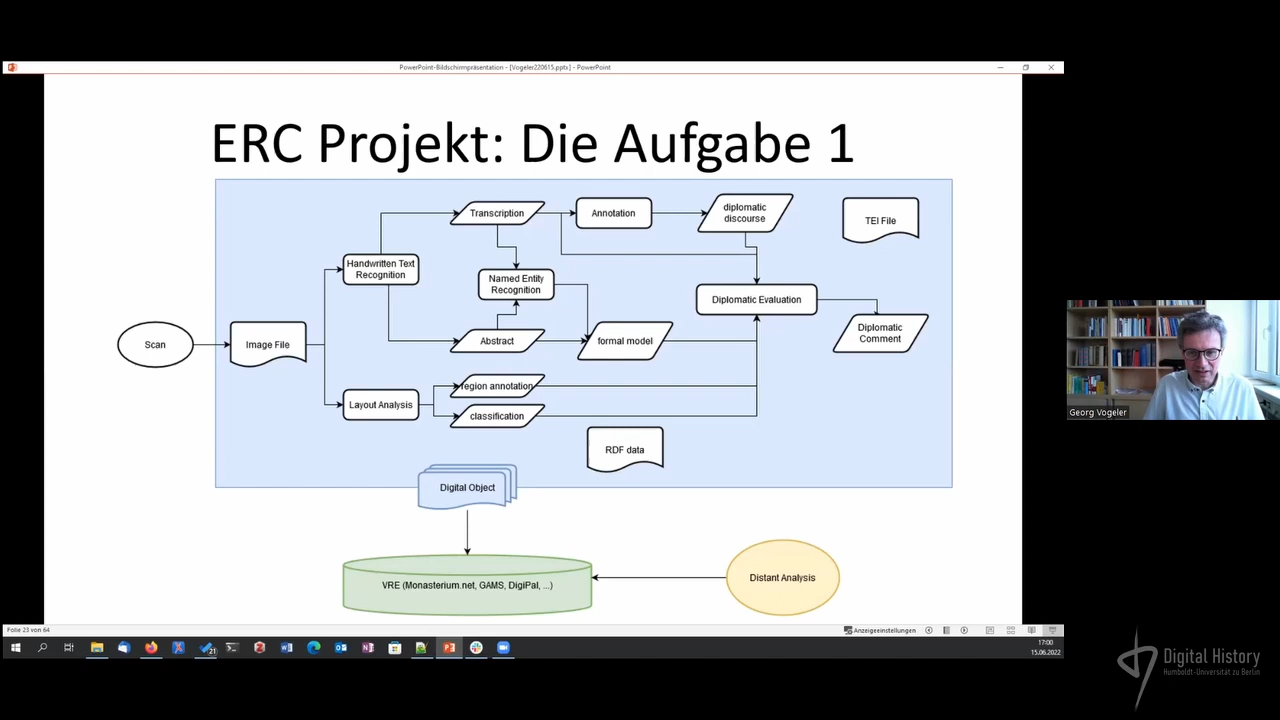 PowerPoint-Bildschirmpräsentation - [Vogeler220615.pptx] - PowerPoint
ERC Projekt: Die Aufgabe 1
Transcription
Annotation
diplomatic
discourse
TEI File
Handwritten Text
Recognition
Named Entity
Recognition
Diplomatic Evaluation
Scan
Image File
Abstract
formal model
Diplomatic
Comment
region annotation
Layout Analysis
classification
RDF data
Digital Object
VRE (Monasterium.net, GAMS, DigiPal, ...)
Distant Analysis
Georg Vogeler
Folie 23 von 64
Anzeigeeinstellungen
21
17:00
15.06.2022
Digital History
Humboldt-Universität zu Berlin